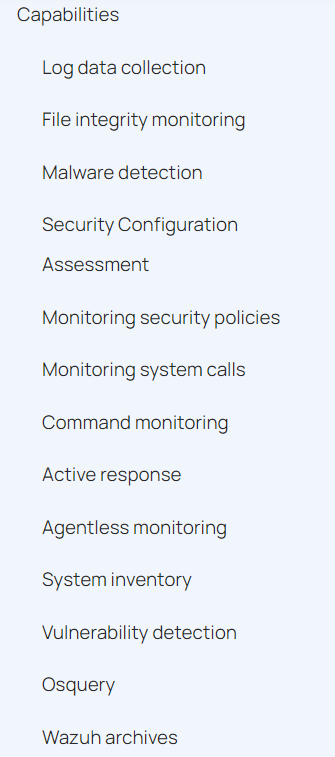 Capabilities
Log data collection
File integrity monitoring
Malware detection
Security Configuration
Assessment
Monitoring security policies
Monitoring system calls
Command monitoring
Active response
Agentless monitoring
System inventory
Vulnerability detection
Osquery
Wazuh archives